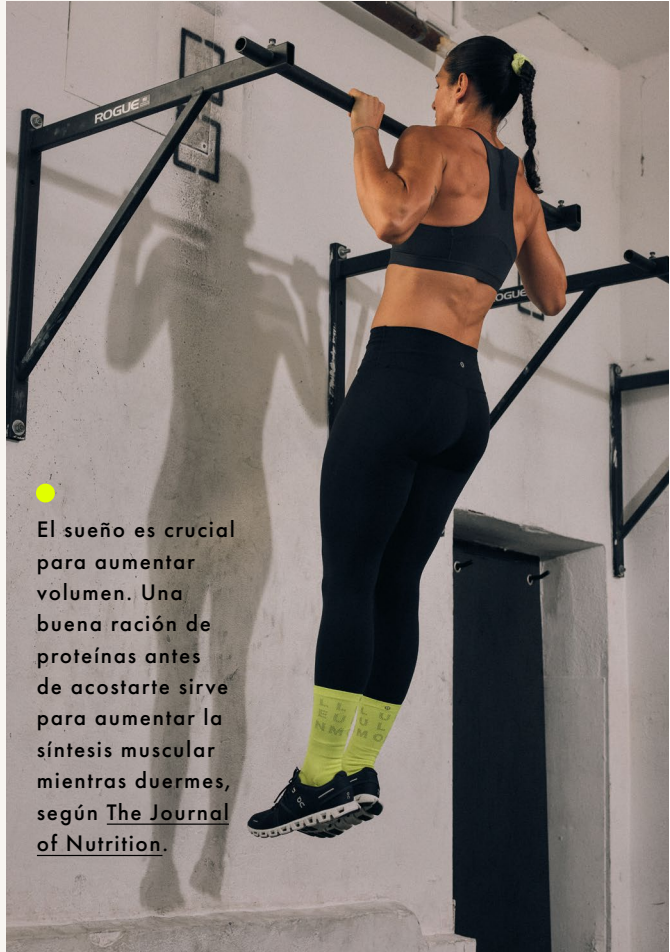 ROGUE
OGUE
El sueño es crucial
para aumentar
volumen. Una
buena ración de
proteínas antes
de acostarte sirve
para aumentar la
síntesis muscular
mientras duermes,
según The Journal
of Nutrition.